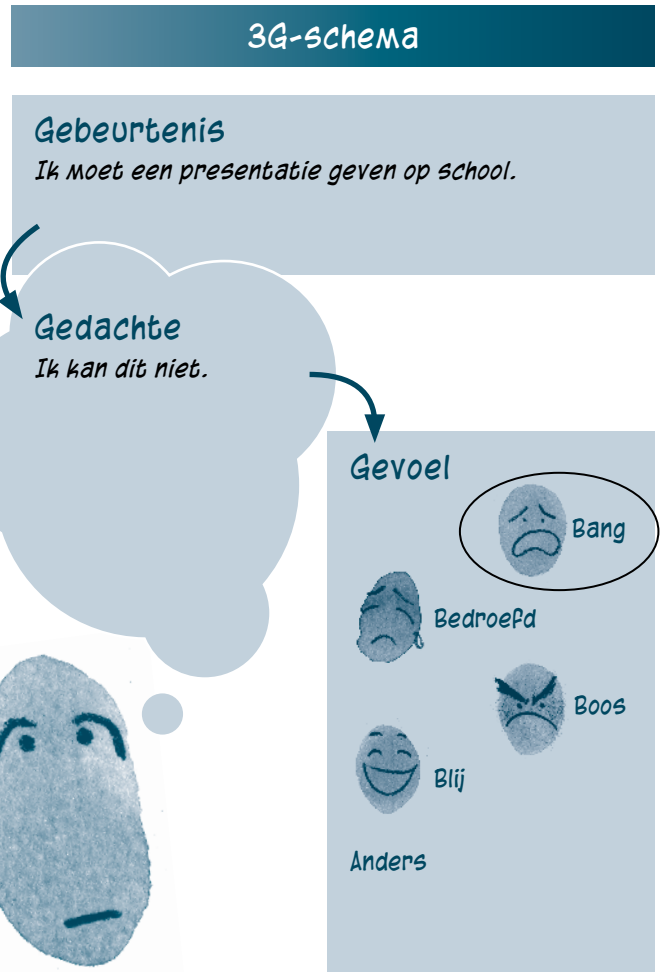 3G-schema
Gebeurtenis
Ik moet een presentatie geven op school.
Gedachte
Ik kan dit niet.
Gevoel
Bang
Bedroefd
Boos
Blij
Anders